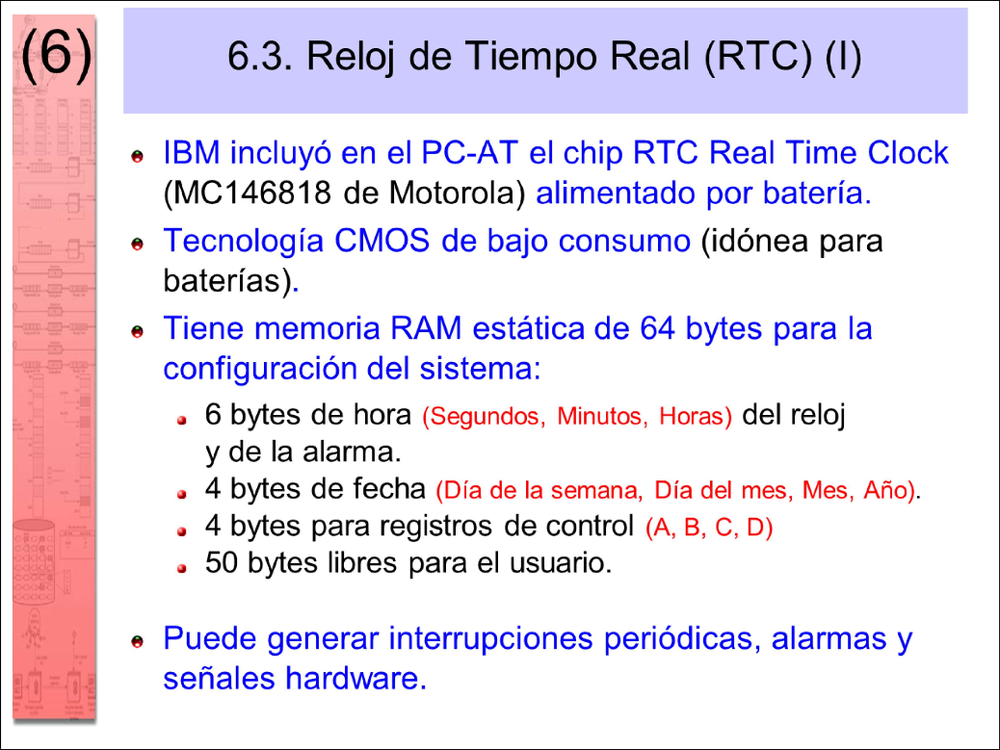 (6)
6.3. Reloj de Tiempo Real (RTC) (I)
IBM incluyó en el PC-AT el chip RTC Real Time Clock
(MC146818 de Motorola) alimentado por batería.
Tecnología CMOS de bajo consumo (idónea para
baterías).
Tiene memoria RAM estática de 64 bytes para la
configuración del sistema:
6 bytes de hora (Segundos, Minutos, Horas) del reloj
y de la alarma.
4 bytes de fecha (Día de la semana, Día del mes, Mes, Año).
4 bytes para registros de control (A, B, C, D)
50 bytes libres para el usuario.
Puede generar interrupciones periódicas, alarmas y
señales hardware.